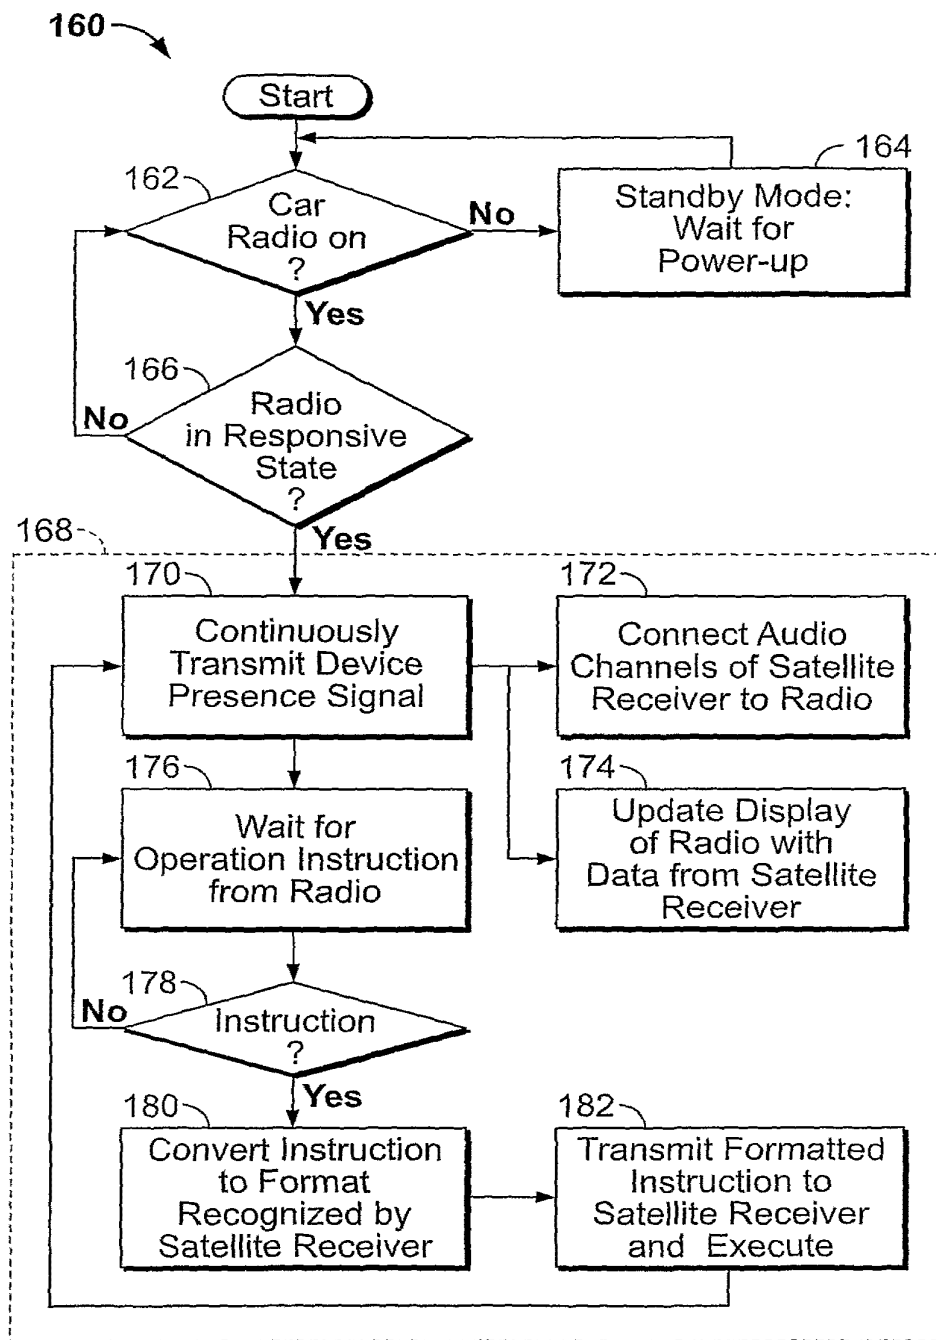 160
Start
162
Car
Radio on
?
No
164
Standby Mode:
Wait for
Power-up
Yes
166
Radio
in Responsive
State
?
No
Yes
168
170
Continuously
Transmit Device
Presence Signal
172
Connect Audio
Channels of Satellite
Receiver to Radio
174
Update Display
of Radio with
Data from Satellite
Receiver
176
Wait for
Operation Instruction
from Radio
178
Instruction
?
No
Yes
180
Convert Instruction
to Format
Recognized by
Satellite Receiver
182
Transmit Formatted
Instruction to
Satellite Receiver
and Execute